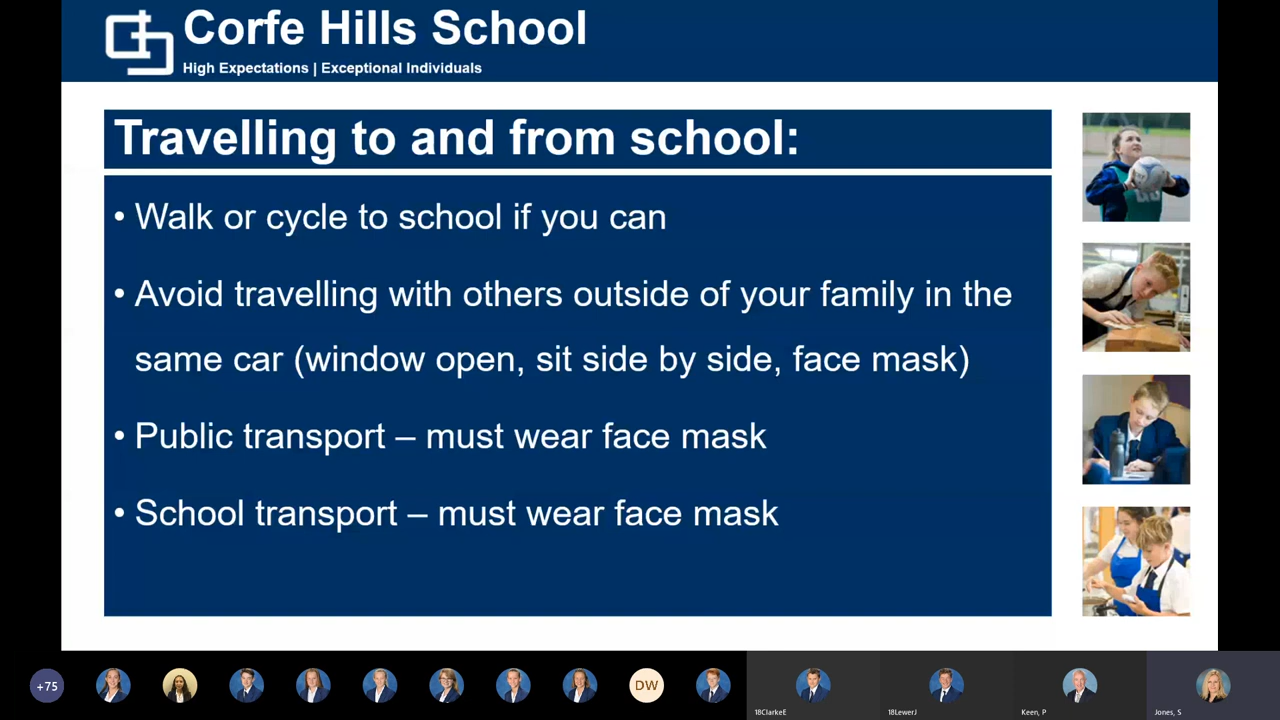 Corfe Hills School
High Expectations | Exceptional Individuals
Travelling to and from school:
• Walk or cycle to school if you can
• Avoid travelling with others outside of your family in the
same car (window open, sit side by side, face mask)
• Public transport – must wear face mask
• School transport – must wear face mask
+75
DW
18ClarkeE
18LewerJ
Keen, P
Jones, S